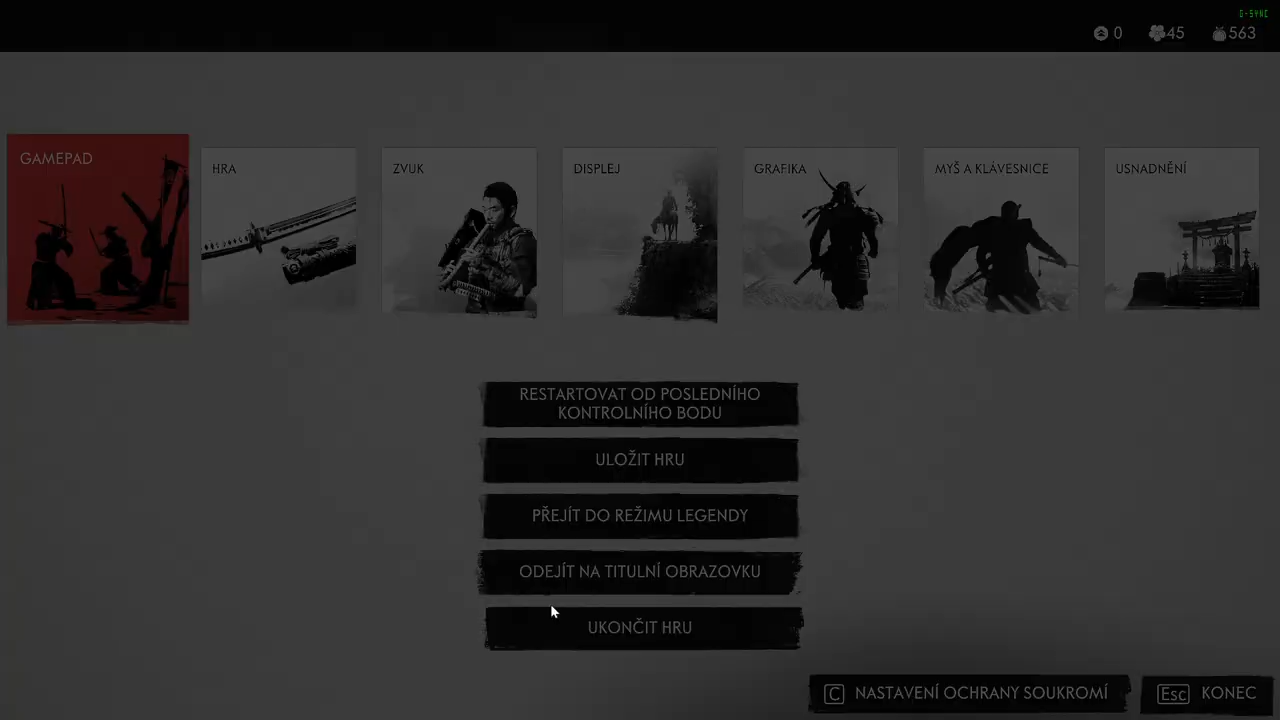 G-SYNC
0 45 563
GAMEPAD
HRA
ZVUK
DISPLEJ
GRAFIKA
MYŠ A KLÁVESNICE
USNADNĚNÍ
RESTARTOVAT OD POSLEDNÍHO
KONTROLNÍHO BODU
ULOŽIT HRU
PŘEJÍT DO REŽIMU LEGENDY
ODEJÍT NA TITULNÍ OBRAZOVKU
UKONČIT HRU
C NASTAVENÍ OCHRANY SOUKROMÍ
Esc KONEC